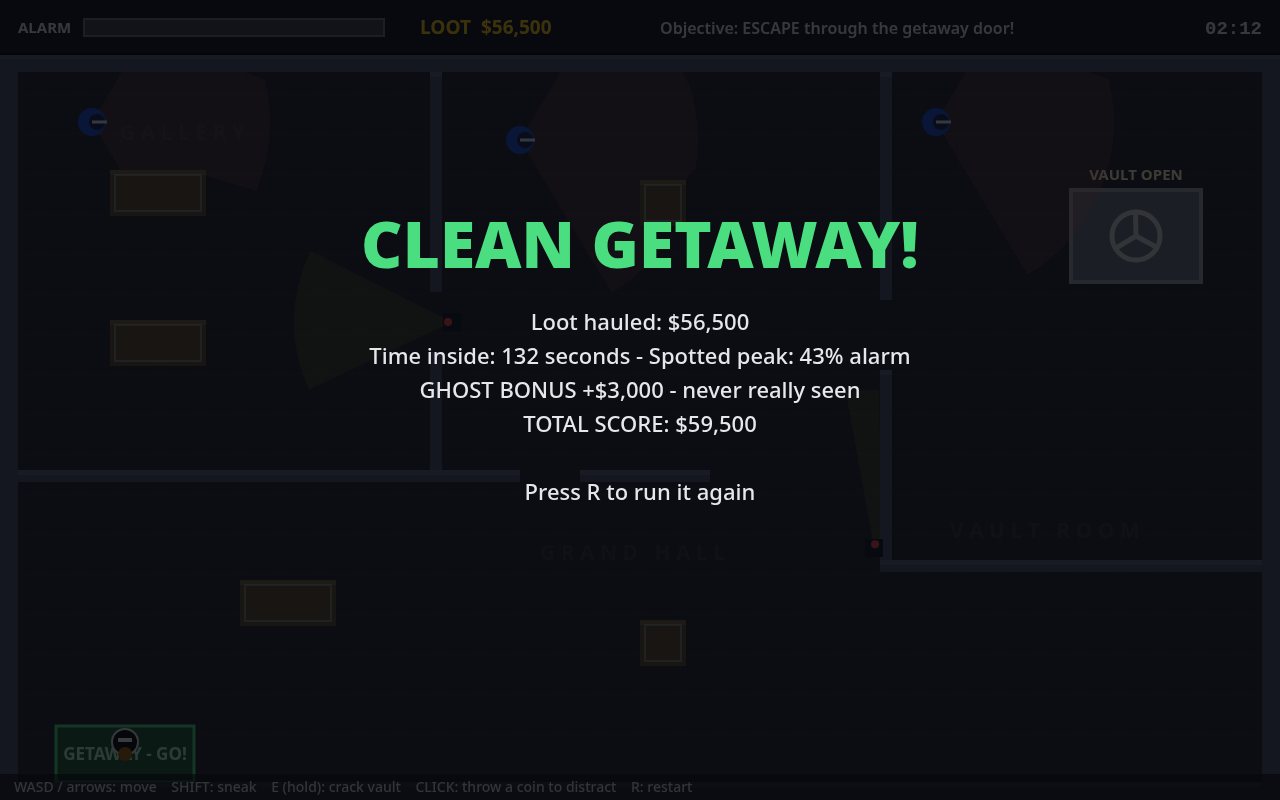 ALARM LOOT $56,500 Objective: ESCAPE through the getaway door! 02:12
GALLERY
VAULT OPEN
CLEAN GETAWAY!
Loot hauled: $56,500
Time inside: 132 seconds - Spotted peak: 43% alarm
GHOST BONUS +$3,000 - never really seen
TOTAL SCORE: $59,500
Press R to run it again
VAULT ROOM
GRAND HALL
GETAWAY - GO!
WASD / arrows: move SHIFT: sneak E (hold): crack vault CLICK: throw a coin to distract R: restart